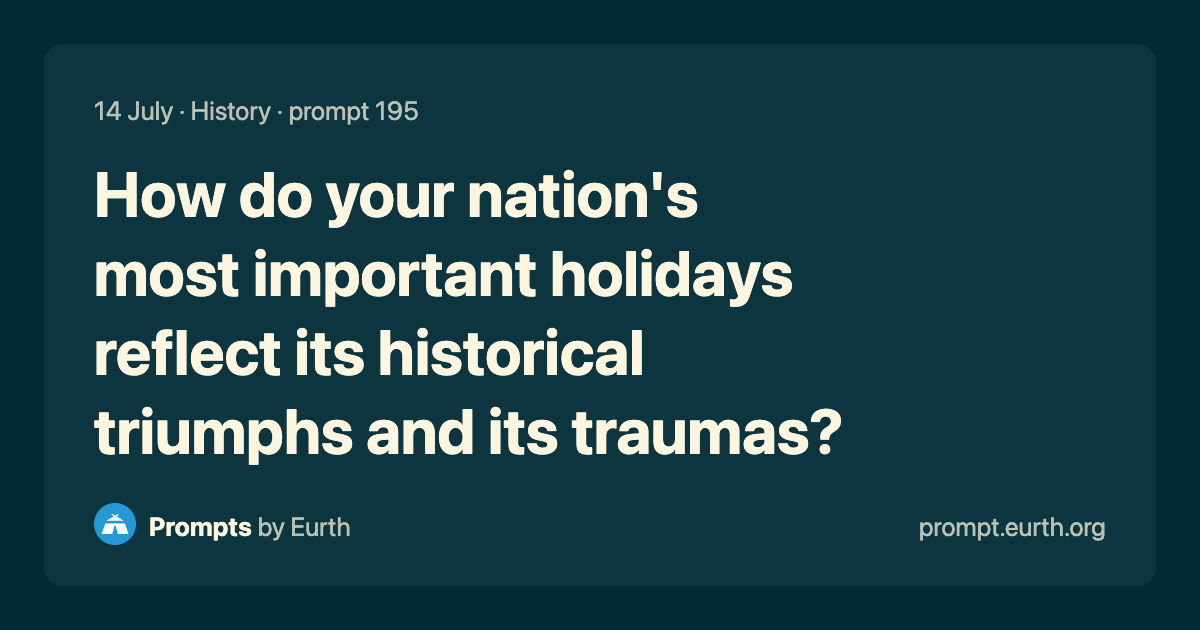 14 July · History · prompt 195
How do your nation's
most important holidays
reflect its historical
triumphs and its traumas?
Prompts by Eurth
prompt.eurth.org